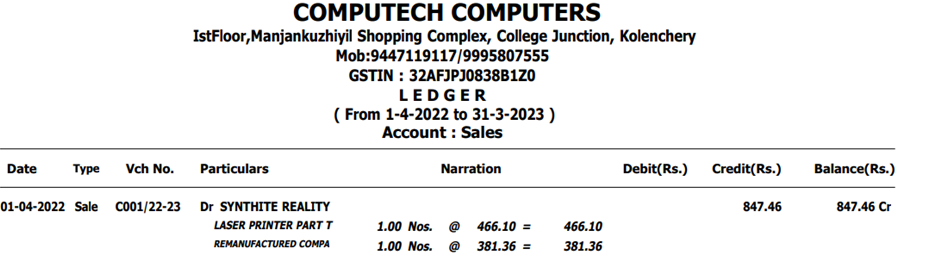 COMPUTECH COMPUTERS
IstFloor,Manjankuzhiyil Shopping Complex, College Junction, Kolenchery
Mob:9447119117/9995807555
GSTIN : 32AFJPJ0838B1Z0
L E D G E R
( From 1-4-2022 to 31-3-2023 )
Account : Sales
Date Type Vch No. Particulars Narration Debit(Rs.) Credit(Rs.) Balance(Rs.)
01-04-2022 Sale C001/22-23 Dr SYNTHITE REALITY 847.46 847.46 Cr
LASER PRINTER PART T 1.00 Nos. @ 466.10 = 466.10
REMANUFACTURED COMPA 1.00 Nos. @ 381.36 = 381.36